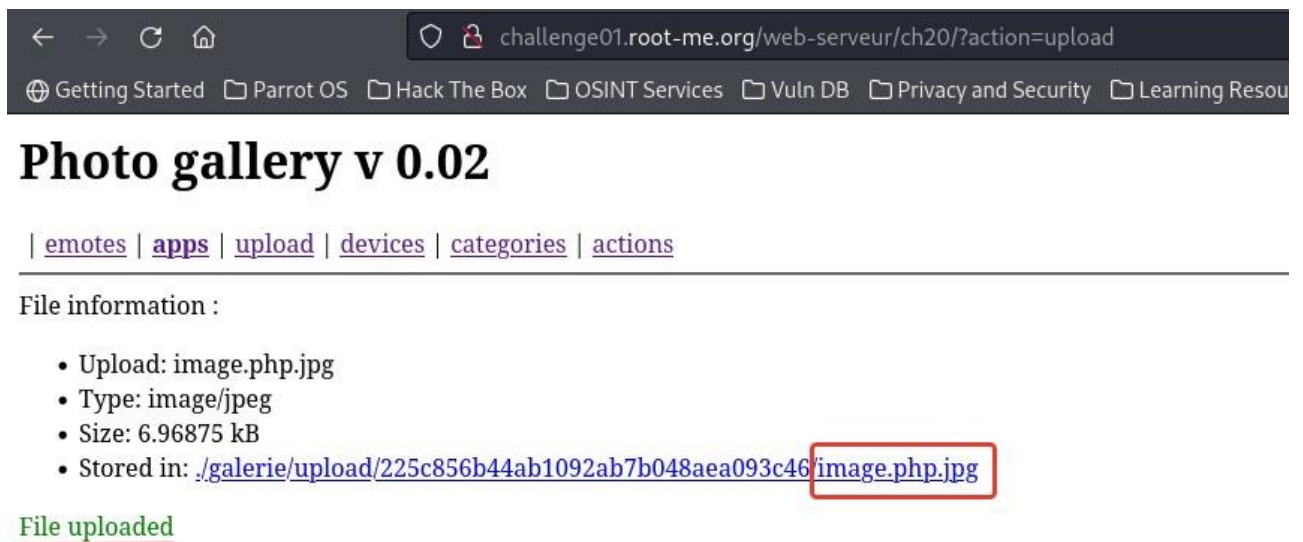 challenge01.root-me.org/web-serveur/ch20/?action=upload
Getting Started Parrot OS Hack The Box OSINT Services Vuln DB Privacy and Security Learning Resou
Photo gallery v 0.02
| emotes | apps | upload | devices | categories | actions
File information :
• Upload: image.php.jpg
• Type: image/jpeg
• Size: 6.96875 kB
• Stored in: ./galerie/upload/225c856b44ab1092ab7b048aea093c46/image.php.jpg
File uploaded